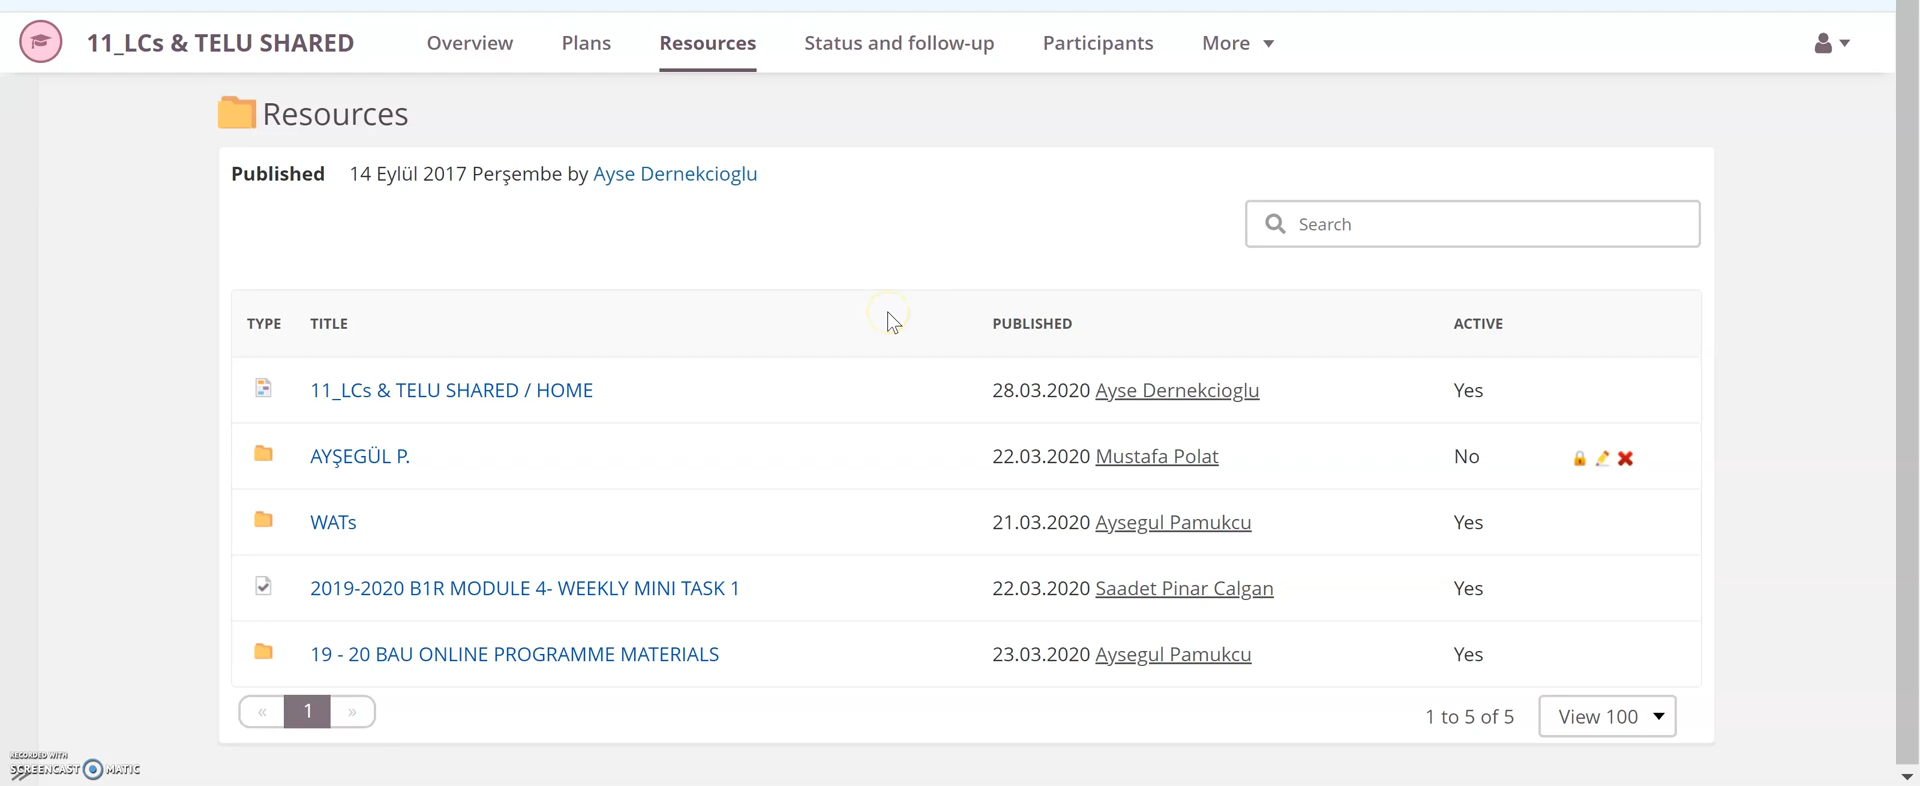 11_LCs & TELU SHARED Overview Plans Resources Status and follow-up Participants More
Resources
Published 14 Eylül 2017 Perşembe by Ayse Dernekcioglu
Search
TYPE TITLE PUBLISHED ACTIVE
11_LCs & TELU SHARED / HOME 28.03.2020 Ayse Dernekcioglu Yes
AYŞEGÜL P. 22.03.2020 Mustafa Polat No
WATs 21.03.2020 Aysegul Pamukcu Yes
2019-2020 B1R MODULE 4- WEEKLY MINI TASK 1 22.03.2020 Saadet Pinar Calgan Yes
19 - 20 BAU ONLINE PROGRAMME MATERIALS 23.03.2020 Aysegul Pamukcu Yes
« 1 » 1 to 5 of 5 View 100
RECORDED WITH
SCREENCAST MATIC